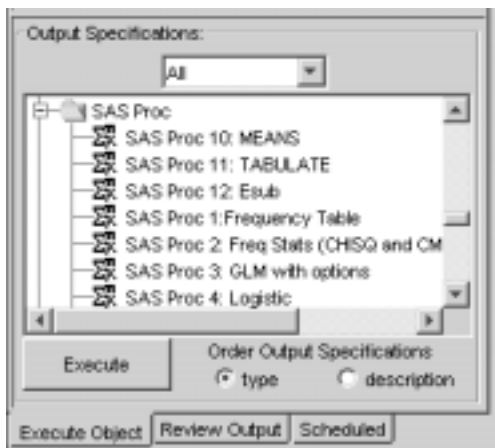 Output Specifications:
All
SAS Proc
SAS Proc 10: MEANS
SAS Proc 11: TABULATE
SAS Proc 12: Esub
SAS Proc 1:Frequency Table
SAS Proc 2: Freq Stats (CHISQ and CM
SAS Proc 3: GLM with options
SAS Proc 4: Logistic
Execute
Order Output Specifications
type description
Execute Object Review Output Scheduled